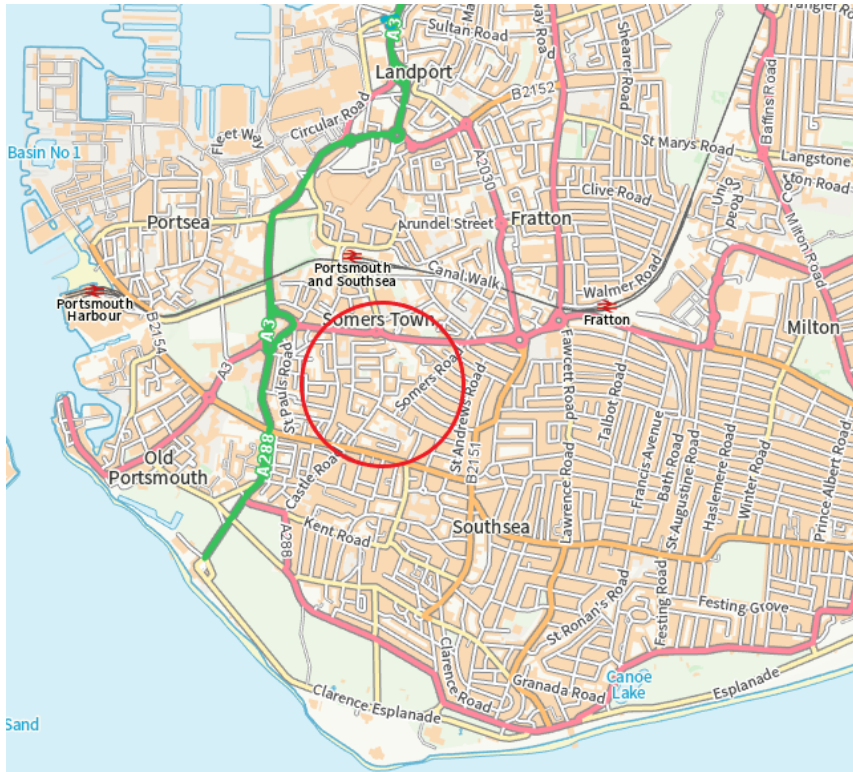 A3
Sultan Road
Landport
way Road
Shearer Road
Baffins Road
B2152
Fleet Way
Circular Road
Basin No 1
A2030
St Marys Road
Langstone
Clive Road
Portsea
Arundel Street
Fratton
Milton Road
Portsmouth
and Southsea
Canal Walk
Walmer Road
Portsmouth
Harbour
B2154
A3
Somers Town
Fratton
Milton
A3
St Pauls Road
Somers Road
St Andrews Road
Fawcett Road
Talbot Road
Old
Portsmouth
A288
Castle Road
B2151
Lawrence Road
Francis Avenue
Bath Road
St Augustine Road
Haslemere Road
Winter Road
Prince Albert Road
Kent Road
A288
Southsea
St Ronan's Road
Festing Road
Festing Grove
Clarence Road
Granada Road
Canoe
Lake
Esplanade
Clarence Esplanade
Sand